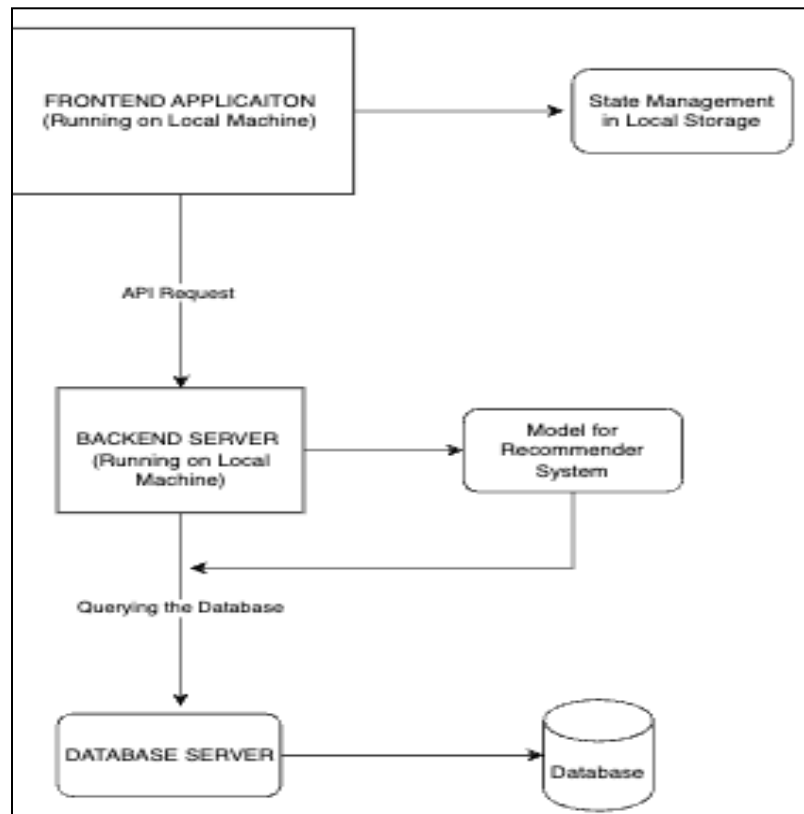 FRONTEND APPLICAITON
(Running on Local Machine)
State Management
in Local Storage
API Request
BACKEND SERVER
(Running on Local
Machine)
Model for
Recommender
System
Querying the Database
DATABASE SERVER
Database